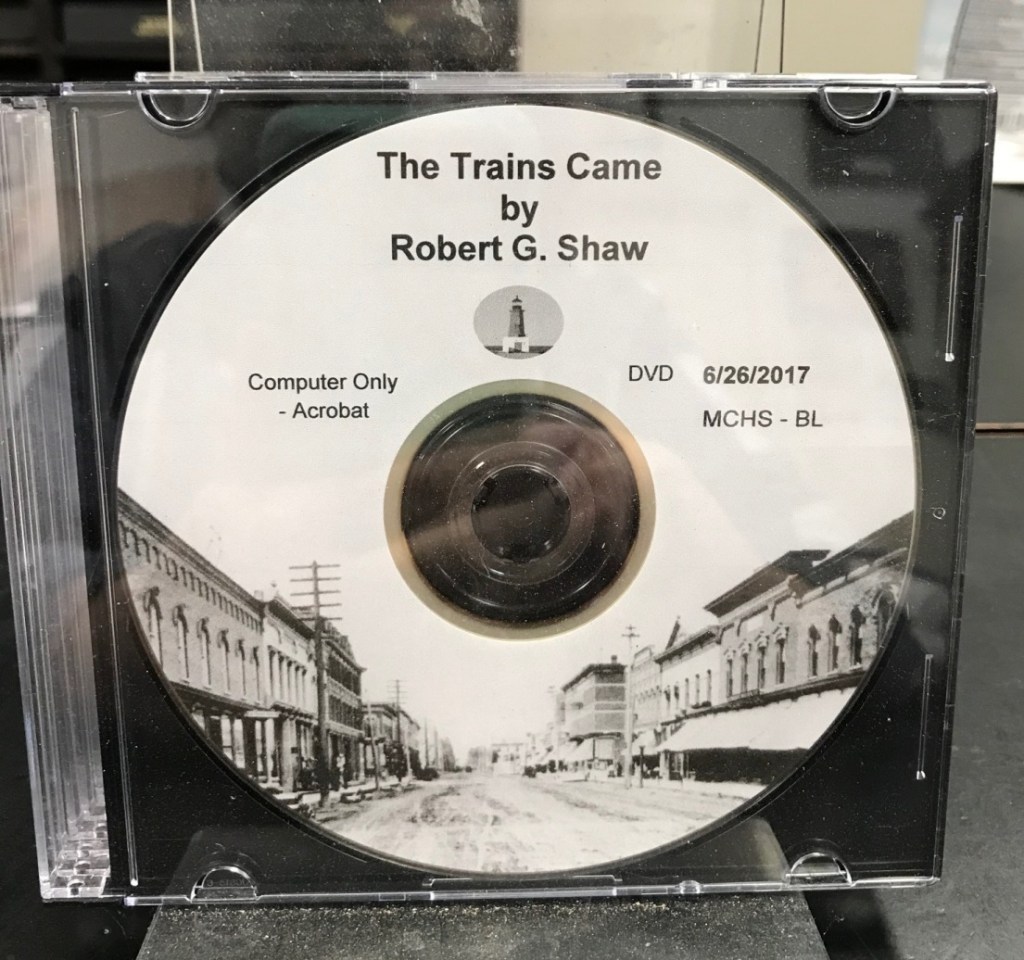 The Trains Came
by
Robert G. Shaw
Computer Only
- Acrobat
DVD 6/26/2017
MCHS - BL